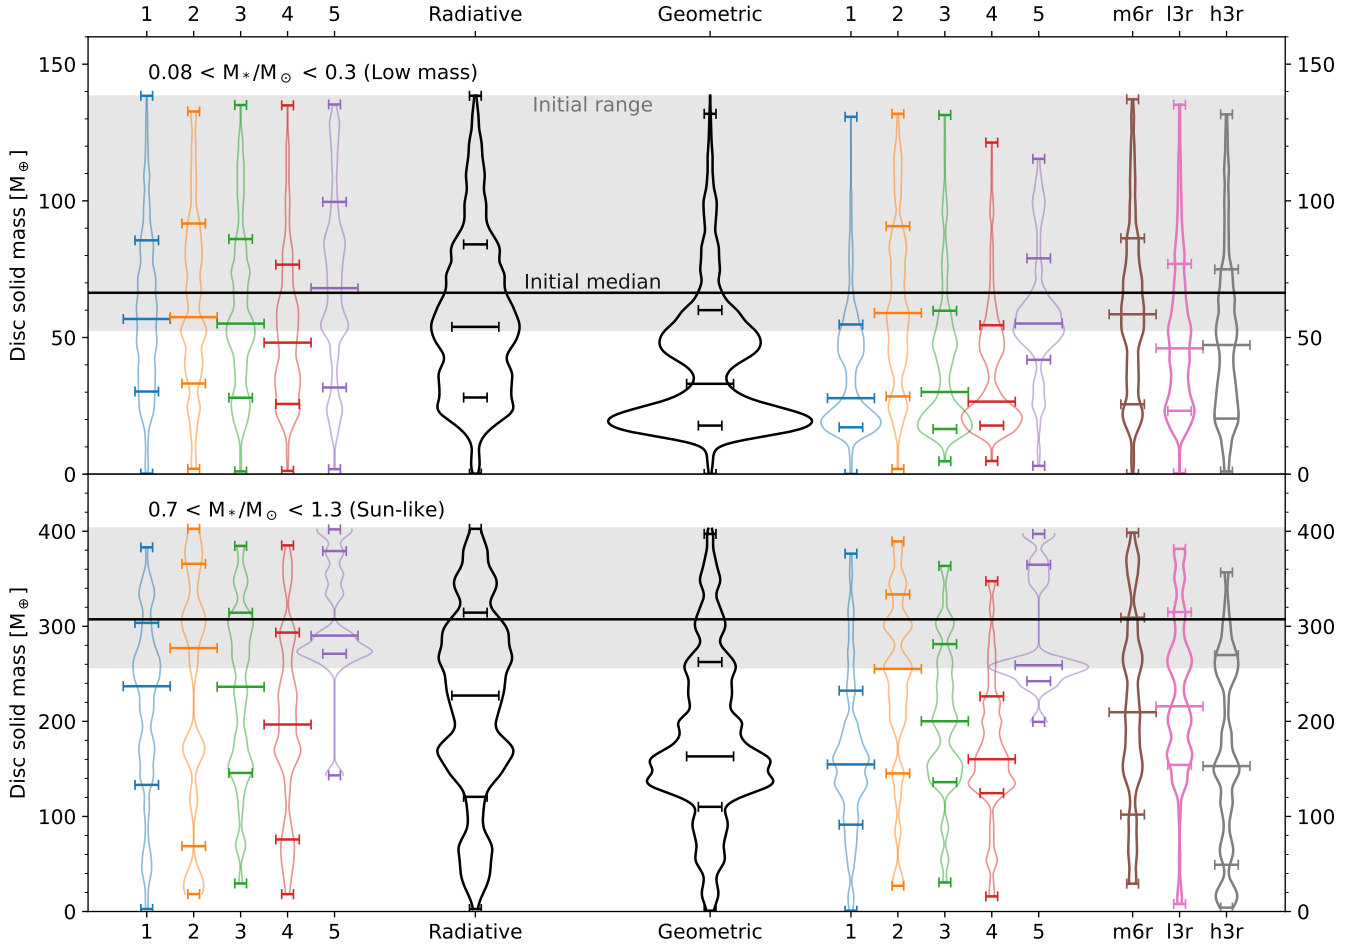 1 2 3 4 5 Radiative Geometric 1 2 3 4 5 m6r l3r h3r
150 150
0.08 < M*/M⊙ < 0.3 (Low mass)
Initial range
100 100
Disc solid mass [M⊕]
Initial median
50 50
0 0
0.7 < M*/M⊙ < 1.3 (Sun-like)
400 400
300 300
Disc solid mass [M⊕]
200 200
100 100
0 0
1 2 3 4 5 Radiative Geometric 1 2 3 4 5 m6r l3r h3r